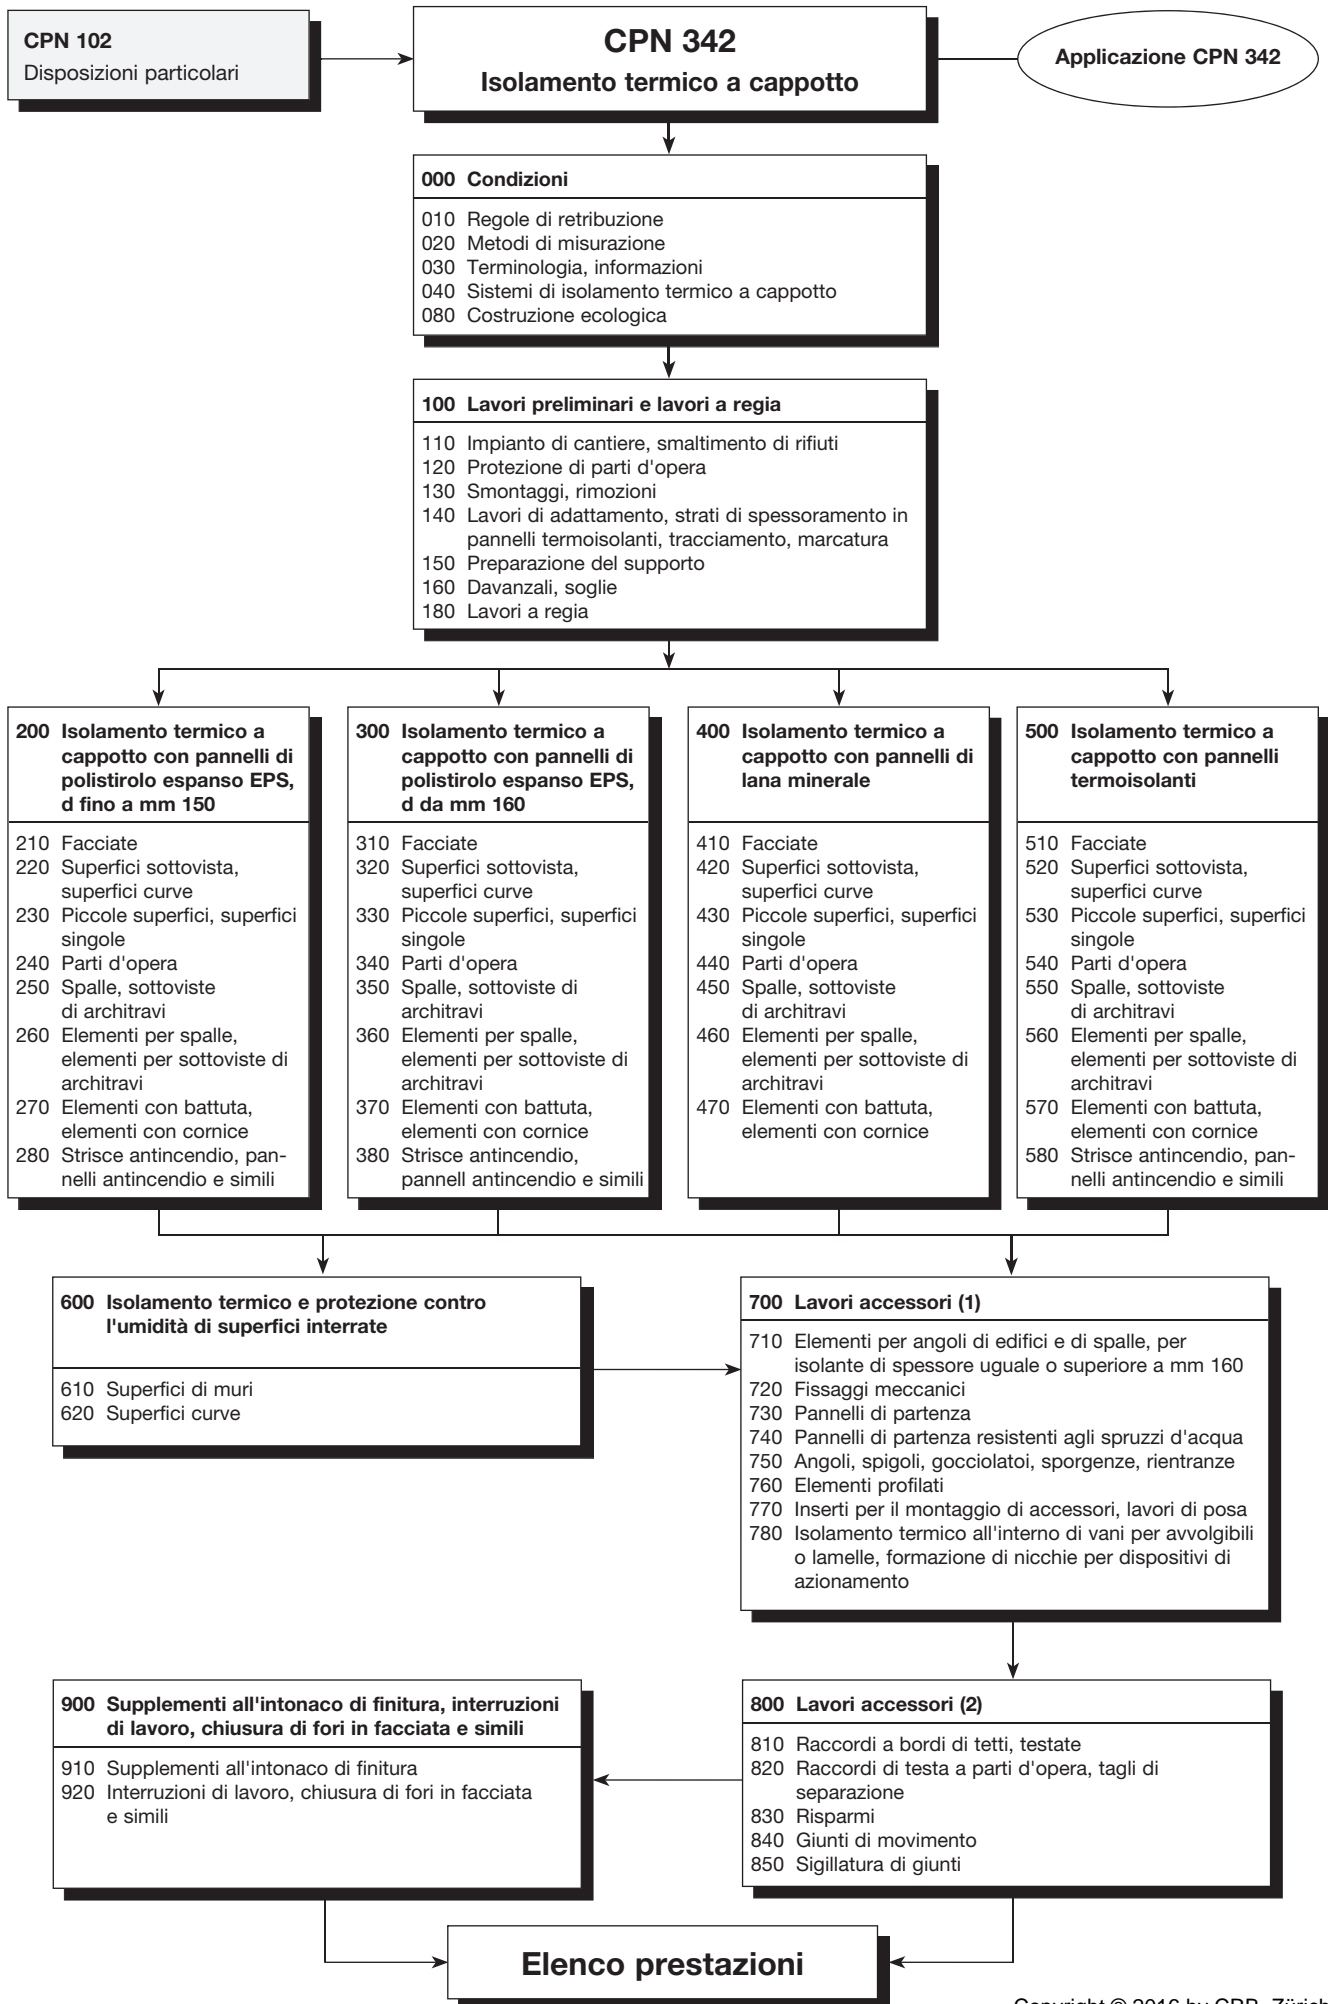 CPN 102
Disposizioni particolari
CPN 342
Isolamento termico a cappotto
Applicazione CPN 342
000 Condizioni
010 Regole di retribuzione
020 Metodi di misurazione
030 Terminologia, informazioni
040 Sistemi di isolamento termico a cappotto
080 Costruzione ecologica
100 Lavori preliminari e lavori a regia
110 Impianto di cantiere, smaltimento di rifiuti
120 Protezione di parti d'opera
130 Smontaggi, rimozioni
140 Lavori di adattamento, strati di spessoramento in
pannelli termoisolanti, tracciamento, marcatura
150 Preparazione del supporto
160 Davanzali, soglie
180 Lavori a regia
200 Isolamento termico a
cappotto con pannelli di
polistirolo espanso EPS,
d fino a mm 150
210 Facciate
220 Superfici sottovista,
superfici curve
230 Piccole superfici, superfici
singole
240 Parti d'opera
250 Spalle, sottoviste
di architravi
260 Elementi per spalle,
elementi per sottoviste di
architravi
270 Elementi con battuta,
elementi con cornice
280 Strisce antincendio, pan-
nelli antincendio e simili
300 Isolamento termico a
cappotto con pannelli di
polistirolo espanso EPS,
d da mm 160
310 Facciate
320 Superfici sottovista,
superfici curve
330 Piccole superfici, superfici
singole
340 Parti d'opera
350 Spalle, sottoviste di
architravi
360 Elementi per spalle,
elementi per sottoviste di
architravi
370 Elementi con battuta,
elementi con cornice
380 Strisce antincendio,
pannell antincendio e simili
400 Isolamento termico a
cappotto con pannelli di
lana minerale
410 Facciate
420 Superfici sottovista,
superfici curve
430 Piccole superfici, superfici
singole
440 Parti d'opera
450 Spalle, sottoviste
di architravi
460 Elementi per spalle,
elementi per sottoviste di
architravi
470 Elementi con battuta,
elementi con cornice
500 Isolamento termico a
cappotto con pannelli
termoisolanti
510 Facciate
520 Superfici sottovista,
superfici curve
530 Piccole superfici, superfici
singole
540 Parti d'opera
550 Spalle, sottoviste
di architravi
560 Elementi per spalle,
elementi per sottoviste di
architravi
570 Elementi con battuta,
elementi con cornice
580 Strisce antincendio, pan-
nelli antincendio e simili
600 Isolamento termico e protezione contro
l'umidità di superfici interrate
610 Superfici di muri
620 Superfici curve
700 Lavori accessori (1)
710 Elementi per angoli di edifici e di spalle, per
isolante di spessore uguale o superiore a mm 160
720 Fissaggi meccanici
730 Pannelli di partenza
740 Pannelli di partenza resistenti agli spruzzi d'acqua
750 Angoli, spigoli, gocciolatoi, sporgenze, rientranze
760 Elementi profilati
770 Inserti per il montaggio di accessori, lavori di posa
780 Isolamento termico all'interno di vani per avvolgibili
o lamelle, formazione di nicchie per dispositivi di
azionamento
900 Supplementi all'intonaco di finitura, interruzioni
di lavoro, chiusura di fori in facciata e simili
910 Supplementi all'intonaco di finitura
920 Interruzioni di lavoro, chiusura di fori in facciata
e simili
800 Lavori accessori (2)
810 Raccordi a bordi di tetti, testate
820 Raccordi di testa a parti d'opera, tagli di
separazione
830 Risparmi
840 Giunti di movimento
850 Sigillatura di giunti
Elenco prestazioni
Copyright © 2016 by CRB, Zürich